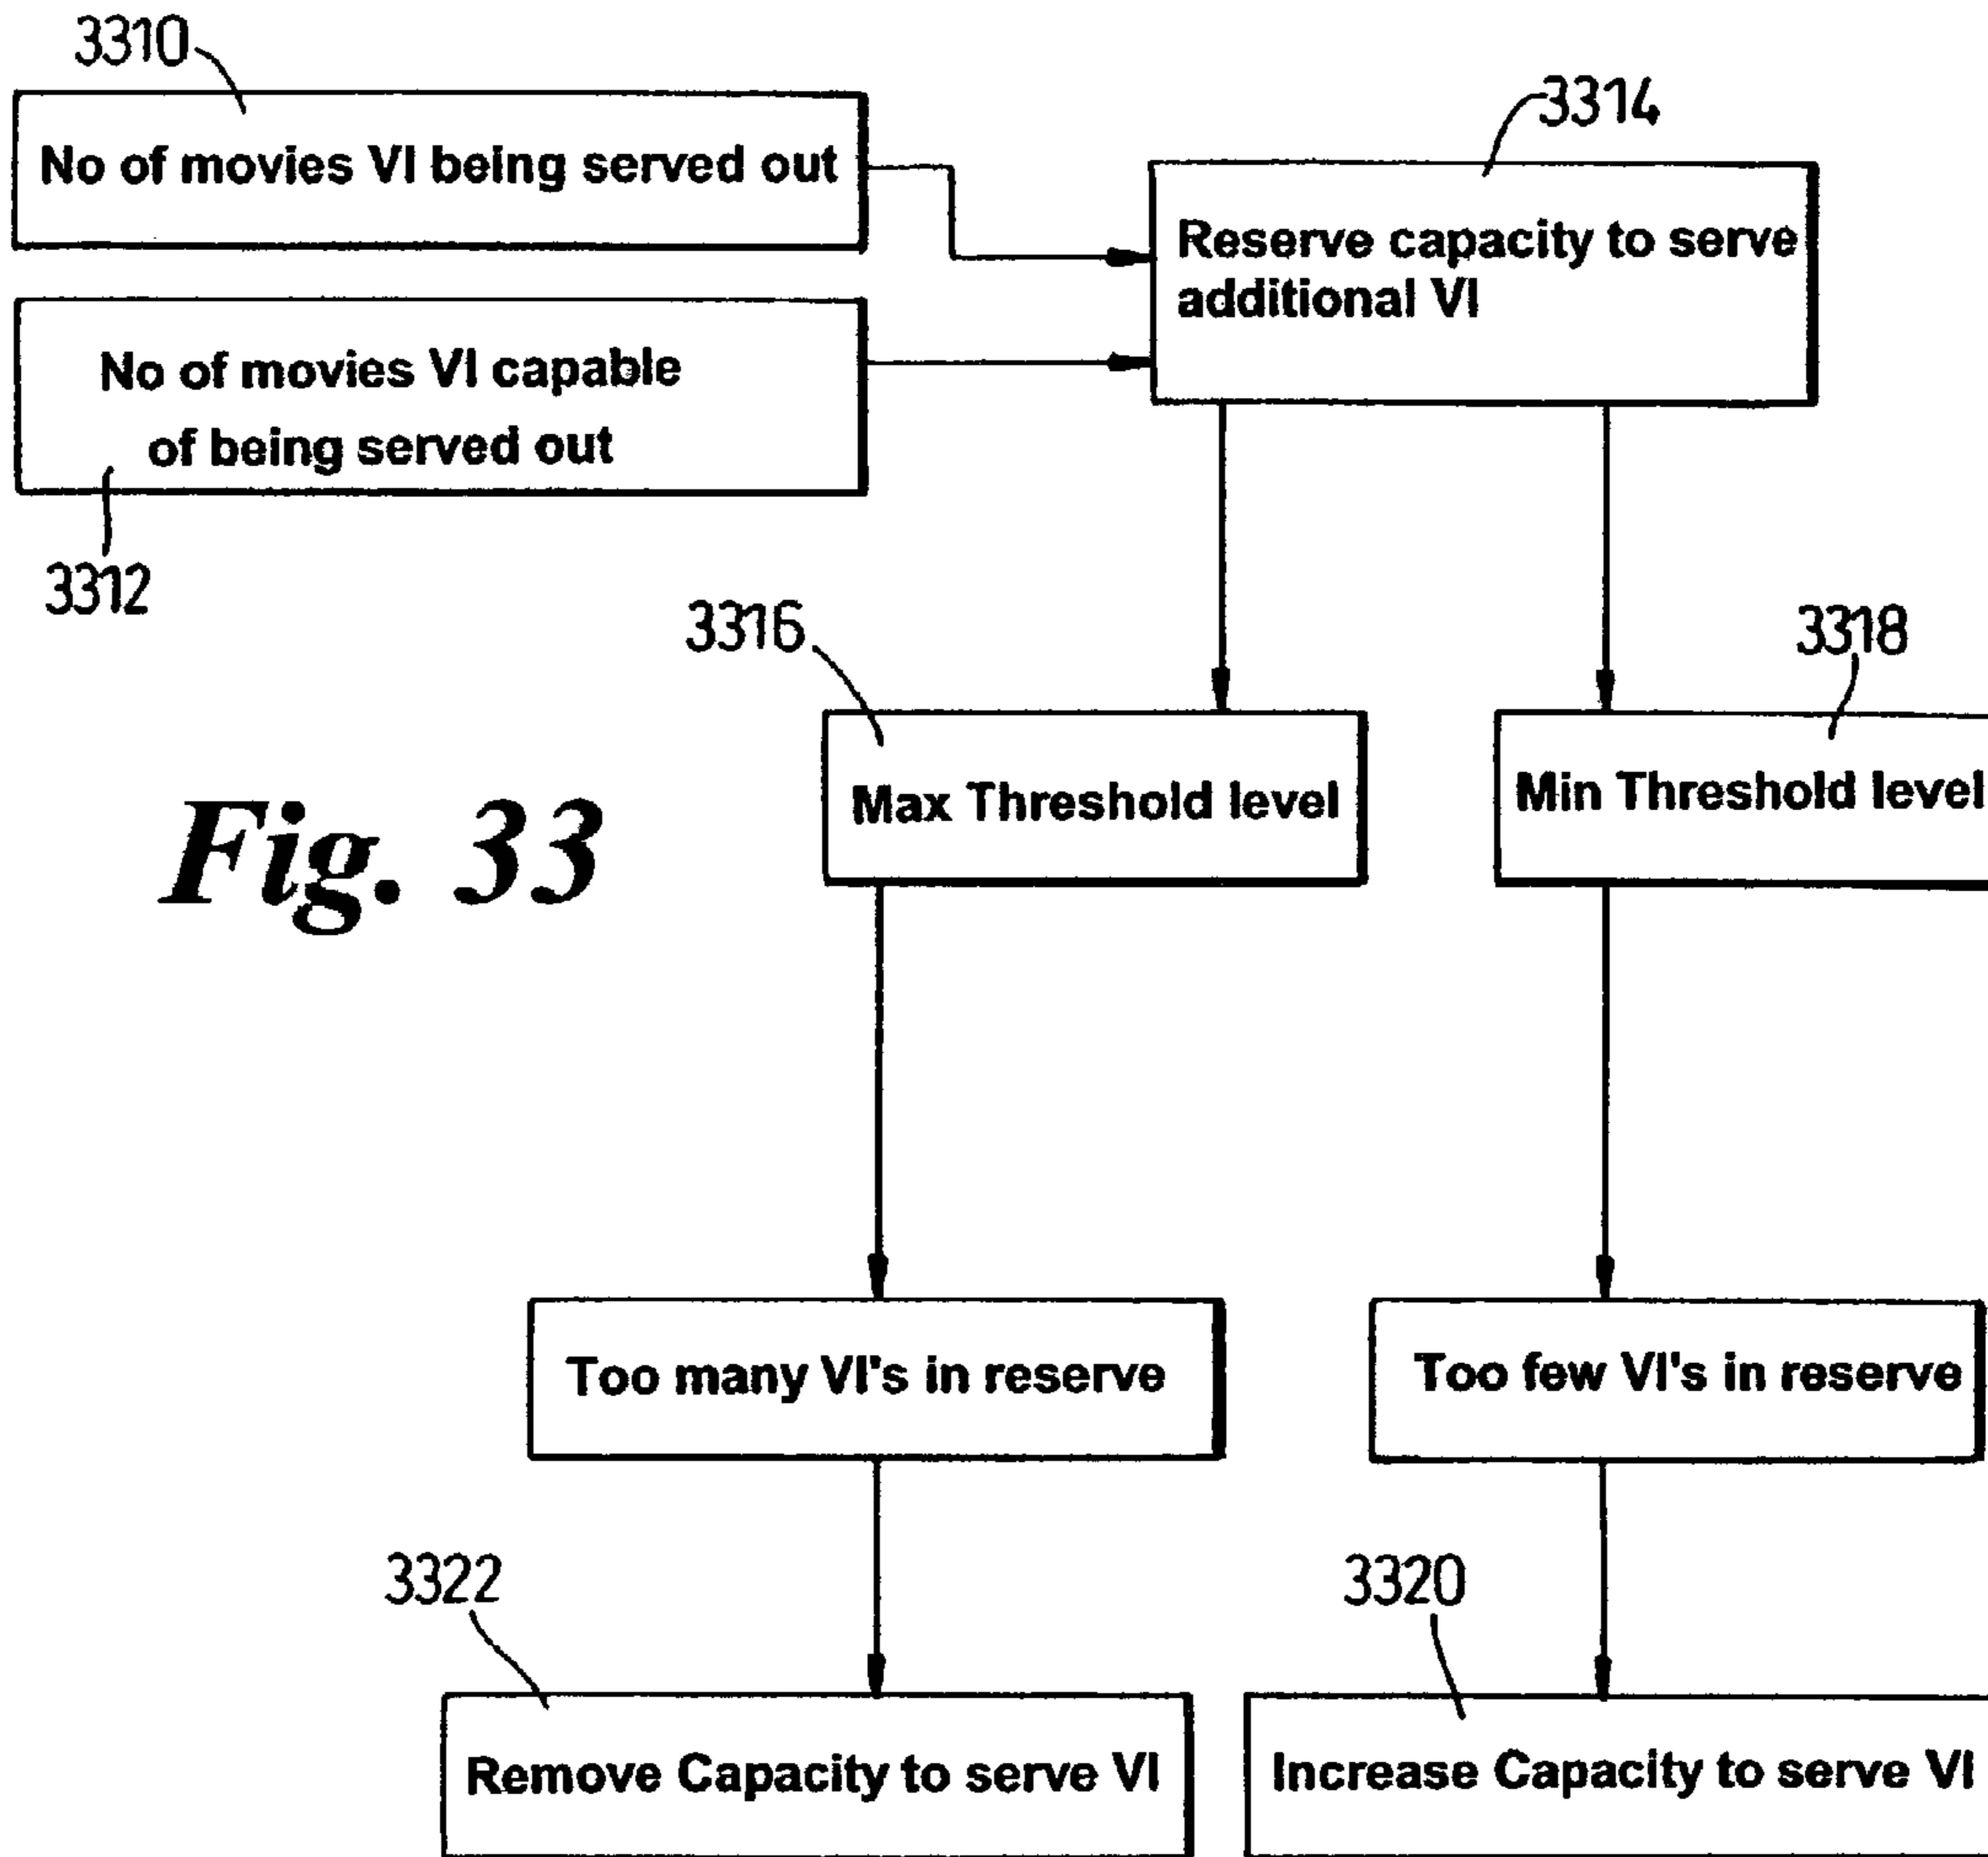 3310
No of movies VI being served out
3314
Reserve capacity to serve
additional VI
No of movies VI capable
of being served out
3312
3316
3318
Max Threshold level
Min Threshold level
Fig. 33
Too many VI's in reserve
Too few VI's in reserve
3322
3320
Remove Capacity to serve VI
Increase Capacity to serve VI